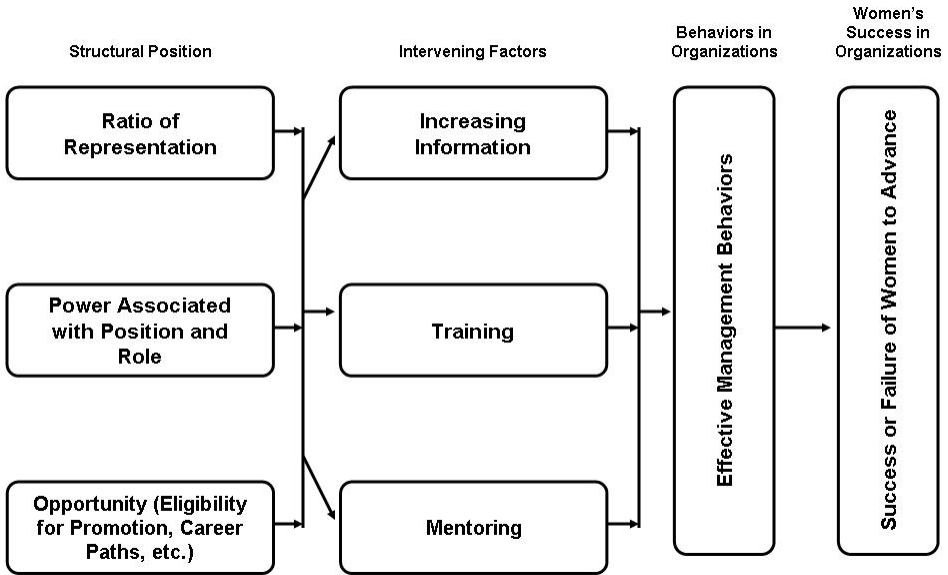 Structural Position
Intervening Factors
Behaviors in
Organizations
Women's
Success in
Organizations
Ratio of
Representation
Increasing
Information
Power Associated
with Position and
Role
Training
Opportunity (Eligibility
for Promotion, Career
Paths, etc.)
Mentoring
Effective Management Behaviors
Success or Failure of Women to Advance